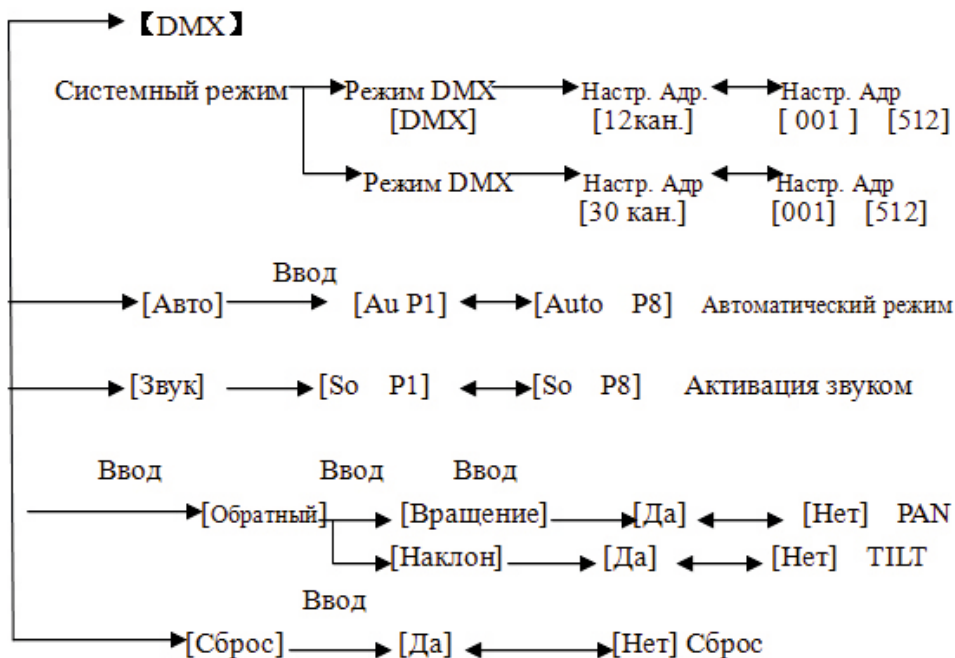 【DMX】
Системный режим Режим DMX Настр. Адр. Настр. Адр
[DMX] [12кан.] [ 001 ] [512]
Режим DMX Настр. Адр Настр. Адр
[30 кан.] [001] [512]
Ввод
[Авто] [Au P1] [Auto P8] Автоматический режим
[Звук] [So P1] [So P8] Активация звуком
Ввод Ввод Ввод
[Обратный] [Вращение] [Да] [Нет] PAN
[Наклон] [Да] [Нет] TILT
Ввод
[Сброс] [Да] [Нет] Сброс